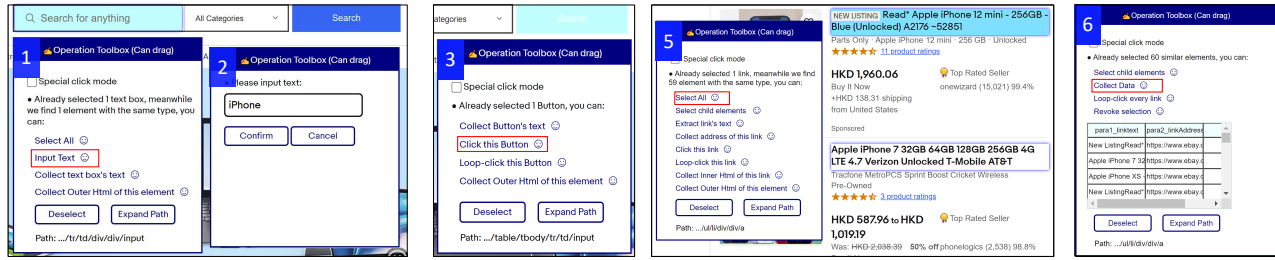 Search for anything
All Categories
Search
1
Operation Toolbox (Can drag)
Special click mode
● Already selected 1 text box, meanwhile
we find 1 element with the same type, you
can:
Select All
Input Text
Collect text box's text
Collect Outer Html of this element
Deselect
Expand Path
Path: .../tr/td/div/div/input
2
Operation Toolbox (Can drag)
Please input text:
iPhone
Confirm
Cancel
ategories
Search
3
Operation Toolbox (Can drag)
Special click mode
● Already selected 1 Button, you can:
Collect Button's text
Click this Button
Loop-click this Button
Collect Outer Html of this element
Deselect
Expand Path
Path: .../table/tbody/tr/td/input
5
Operation Toolbox (Can drag)
Special click mode
● Already selected 1 link, meanwhile we find
59 element with the same type, you can:
Select All
Select child elements
Extract link's text
Collect address of this link
Click this link
Loop-click this link
Collect Inner Html of this link
Collect Outer Html of this element
Deselect
Expand Path
Path: .../ul/li/div/div/a
NEW LISTING Read* Apple iPhone 12 mini - 256GB -
Blue (Unlocked) A2176 ~52851
Parts Only · Apple iPhone 12 mini · 256 GB · Unlocked
11 product ratings
HKD 1,960.06
Top Rated Seller
Buy It Now
onewizard (15,021) 99.4%
+HKD 138.31 shipping
from United States
Sponsored
Apple iPhone 7 32GB 64GB 128GB 256GB 4G
LTE 4.7 Verizon Unlocked T-Mobile AT&T
Tracfone MetroPCS Sprint Boost Cricket Wireless
Pre-Owned
3 product ratings
HKD 587.96 to HKD
1,019.19
Top Rated Seller
Was: HKD 2,038.39 50% off
phonelogics (2,538) 98.8%
6
Operation Toolbox (Can drag)
Special click mode
● Already selected 60 similar elements, you can:
Select child elements
Collect Data
Loop-click every link
Revoke selection
para1_linktext para2_linkAddress
New ListingRead* https://www.ebay.c
Apple iPhone 7 32 https://www.ebay.c
Apple iPhone XS https://www.ebay.c
New ListingRead* https://www.ebay.c
Deselect
Expand Path
Path: .../ul/li/div/div/a